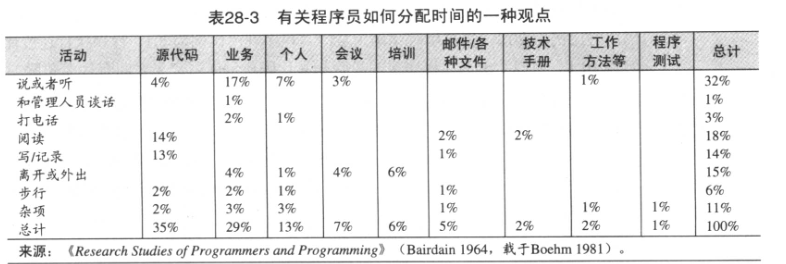 表28-3 有关程序员如何分配时间的一种观点
活动 源代码 业务 个人 会议 培训 邮件/各种文件 技术手册 工作方法等 程序测试 总计
说或者听 4% 17% 7% 3% 1% 32%
和管理人员谈话 1% 1%
打电话 2% 1% 3%
阅读 14% 2% 2% 18%
写/记录 13% 1% 14%
离开或外出 4% 1% 4% 6% 15%
步行 2% 2% 1% 1% 6%
杂项 2% 3% 3% 1% 1% 1% 11%
总计 35% 29% 13% 7% 6% 5% 2% 2% 1% 100%
来源：《Research Studies of Programmers and Programming》（Bairdain 1964，载于Boehm 1981）。